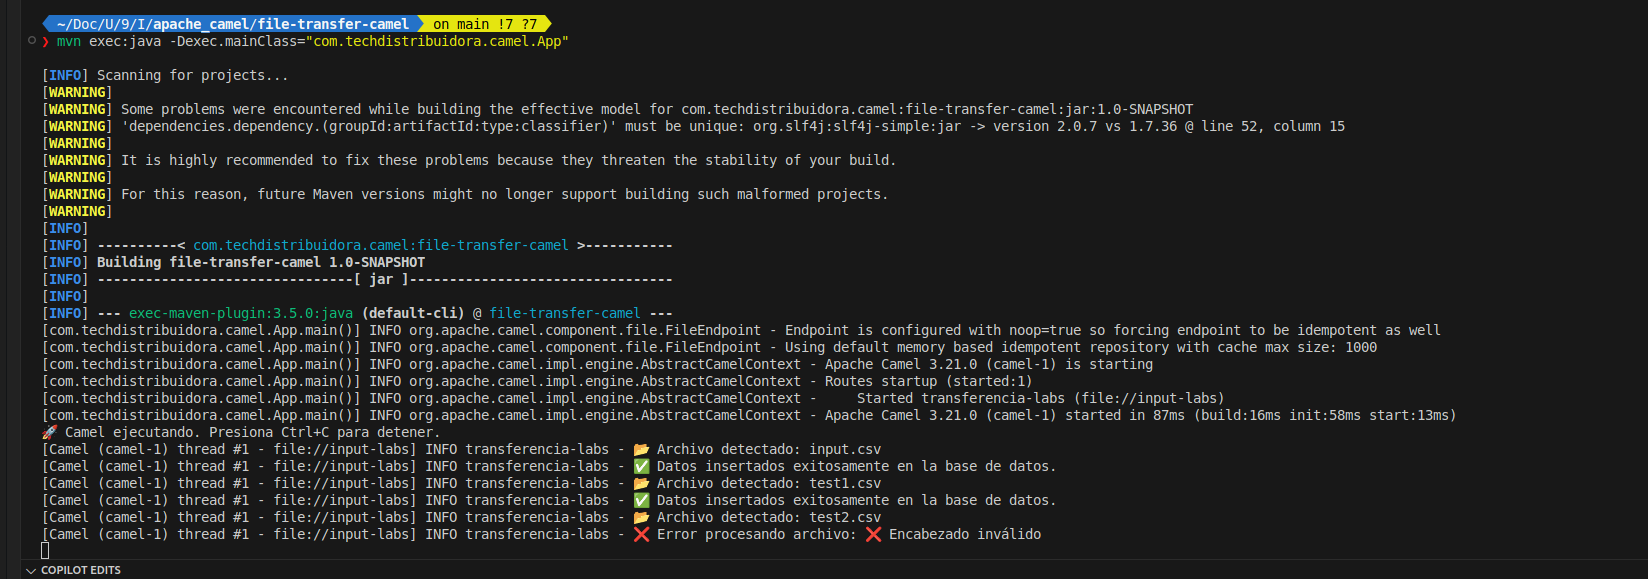 ~/Doc/U/9/I/apache_camel/file-transfer-camel on main !7 ?7
❯ mvn exec:java -Dexec.mainClass="com.techdistribuidora.camel.App"
[INFO] Scanning for projects...
[WARNING]
[WARNING] Some problems were encountered while building the effective model for com.techdistribuidora.camel:file-transfer-camel:jar:1.0-SNAPSHOT
[WARNING] 'dependencies.dependency.(groupId:artifactId:type:classifier)' must be unique: org.slf4j:slf4j-simple:jar -> version 2.0.7 vs 1.7.36 @ line 52, column 15
[WARNING]
[WARNING] It is highly recommended to fix these problems because they threaten the stability of your build.
[WARNING]
[WARNING] For this reason, future Maven versions might no longer support building such malformed projects.
[WARNING]
[INFO]
[INFO] ----------< com.techdistribuidora.camel:file-transfer-camel >-----------
[INFO] Building file-transfer-camel 1.0-SNAPSHOT
[INFO] --------------------------------[ jar ]---------------------------------
[INFO]
[INFO] --- exec-maven-plugin:3.5.0:java (default-cli) @ file-transfer-camel ---
[com.techdistribuidora.camel.App.main()] INFO org.apache.camel.component.file.FileEndpoint - Endpoint is configured with noop=true so forcing endpoint to be idempotent as well
[com.techdistribuidora.camel.App.main()] INFO org.apache.camel.component.file.FileEndpoint - Using default memory based idempotent repository with cache max size: 1000
[com.techdistribuidora.camel.App.main()] INFO org.apache.camel.impl.engine.AbstractCamelContext - Apache Camel 3.21.0 (camel-1) is starting
[com.techdistribuidora.camel.App.main()] INFO org.apache.camel.impl.engine.AbstractCamelContext - Routes startup (started:1)
[com.techdistribuidora.camel.App.main()] INFO org.apache.camel.impl.engine.AbstractCamelContext -     Started transferencia-labs (file://input-labs)
[com.techdistribuidora.camel.App.main()] INFO org.apache.camel.impl.engine.AbstractCamelContext - Apache Camel 3.21.0 (camel-1) started in 87ms (build:16ms init:58ms start:13ms)
🚀 Camel ejecutando. Presiona Ctrl+C para detener.
[Camel (camel-1) thread #1 - file://input-labs] INFO transferencia-labs - 📂 Archivo detectado: input.csv
[Camel (camel-1) thread #1 - file://input-labs] INFO transferencia-labs - ✅ Datos insertados exitosamente en la base de datos.
[Camel (camel-1) thread #1 - file://input-labs] INFO transferencia-labs - 📂 Archivo detectado: test1.csv
[Camel (camel-1) thread #1 - file://input-labs] INFO transferencia-labs - ✅ Datos insertados exitosamente en la base de datos.
[Camel (camel-1) thread #1 - file://input-labs] INFO transferencia-labs - 📂 Archivo detectado: test2.csv
[Camel (camel-1) thread #1 - file://input-labs] INFO transferencia-labs - ❌ Error procesando archivo: ❌ Encabezado inválido
COPILOT EDITS